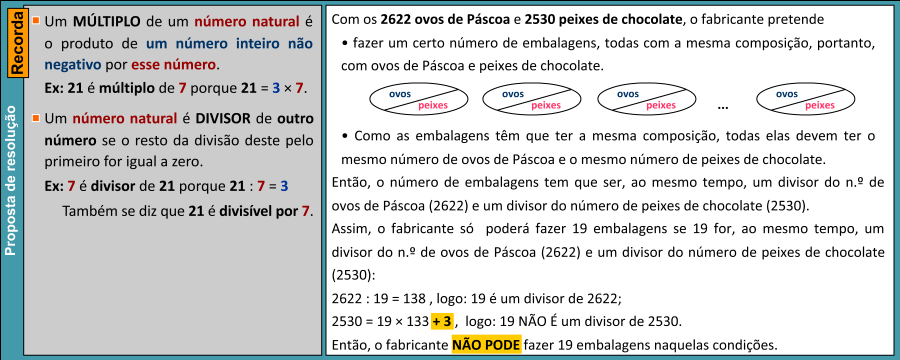 Proposta de resolução
Recorda
Um MÚLTIPLO de um número natural é
o produto de um número inteiro não
negativo por esse número.
Ex: 21 é múltiplo de 7 porque 21 = 3 × 7.
Um número natural é DIVISOR de outro
número se o resto da divisão deste pelo
primeiro for igual a zero.
Ex: 7 é divisor de 21 porque 21 : 7 = 3
Também se diz que 21 é divisível por 7.
Com os 2622 ovos de Páscoa e 2530 peixes de chocolate, o fabricante pretende
• fazer um certo número de embalagens, todas com a mesma composição, portanto,
com ovos de Páscoa e peixes de chocolate.
ovos ovos ovos ovos
peixes peixes peixes ... peixes
• Como as embalagens têm que ter a mesma composição, todas elas devem ter o
mesmo número de ovos de Páscoa e o mesmo número de peixes de chocolate.
Então, o número de embalagens tem que ser, ao mesmo tempo, um divisor do n.º de
ovos de Páscoa (2622) e um divisor do número de peixes de chocolate (2530).
Assim, o fabricante só poderá fazer 19 embalagens se 19 for, ao mesmo tempo, um
divisor do n.º de ovos de Páscoa (2622) e um divisor do número de peixes de chocolate
(2530):
2622 : 19 = 138 , logo: 19 é um divisor de 2622;
2530 = 19 × 133 + 3 , logo: 19 NÃO É um divisor de 2530.
Então, o fabricante NÃO PODE fazer 19 embalagens naquelas condições.